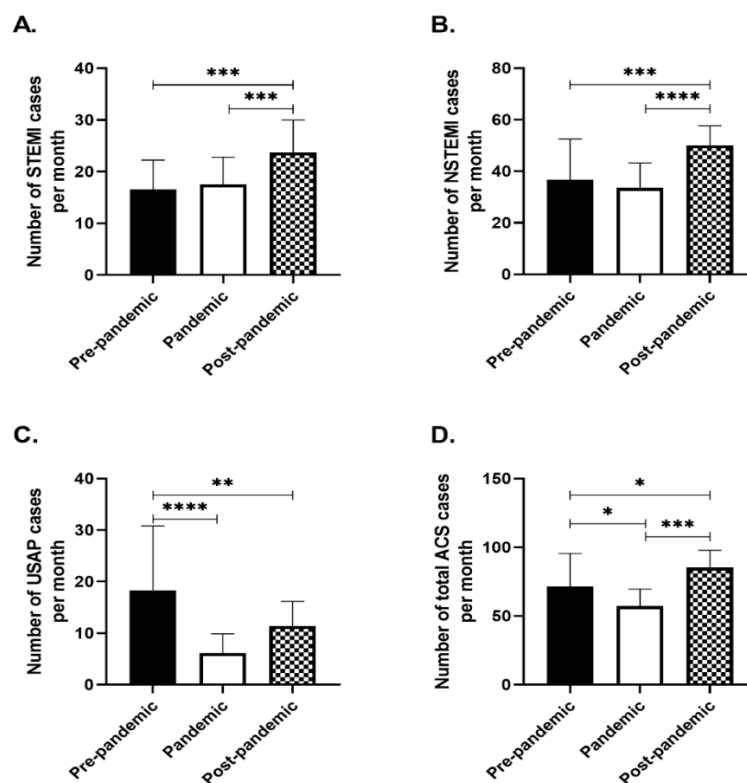 A.
Number of STEMI cases
per month
40
30
20
10
0
***
***
Pre-pandemic
Pandemic
Post-pandemic
B.
Number of NSTEMI cases
per month
80
60
40
20
0
***
****
Pre-pandemic
Pandemic
Post-pandemic
C.
Number of USAP cases
per month
40
30
20
10
0
**
****
Pre-pandemic
Pandemic
Post-pandemic
D.
Number of total ACS cases
per month
150
100
50
0
*
*
***
Pre-pandemic
Pandemic
Post-pandemic